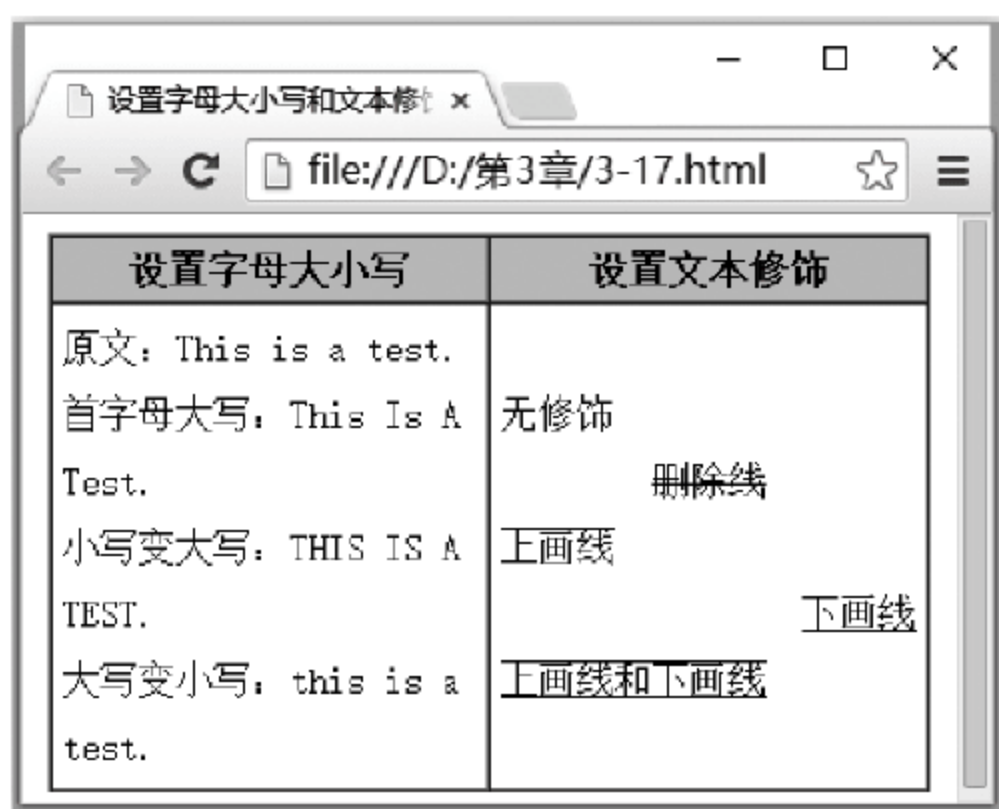 设置字母大小写和文本修
file:///D:/第3章/3-17.html
设置字母大小写
设置文本修饰
原文：This is a test.
首字母大写：This Is A
Test.
小写变大写：THIS IS A
TEST.
大写变小写：this is a
test.
无修饰
删除线
上画线
下画线
上画线和下画线